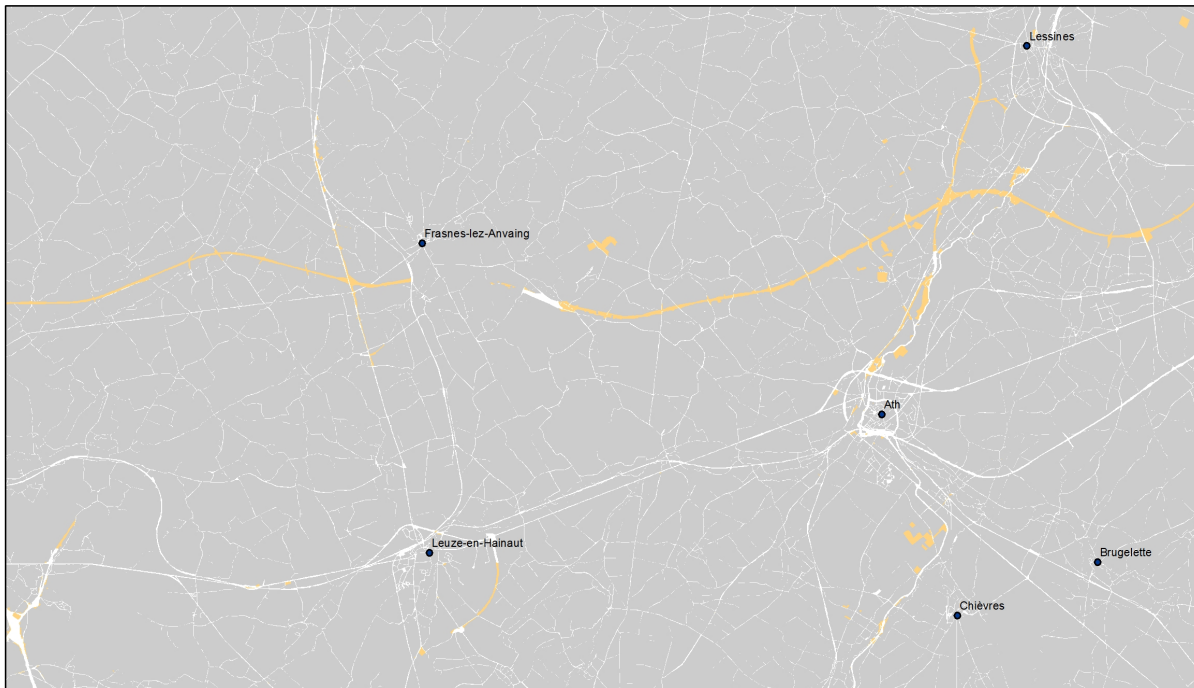 Lessines
Frasnes-lez-Anvaing
Ath
Leuze-en-Hainaut
Brugelette
Chièvres